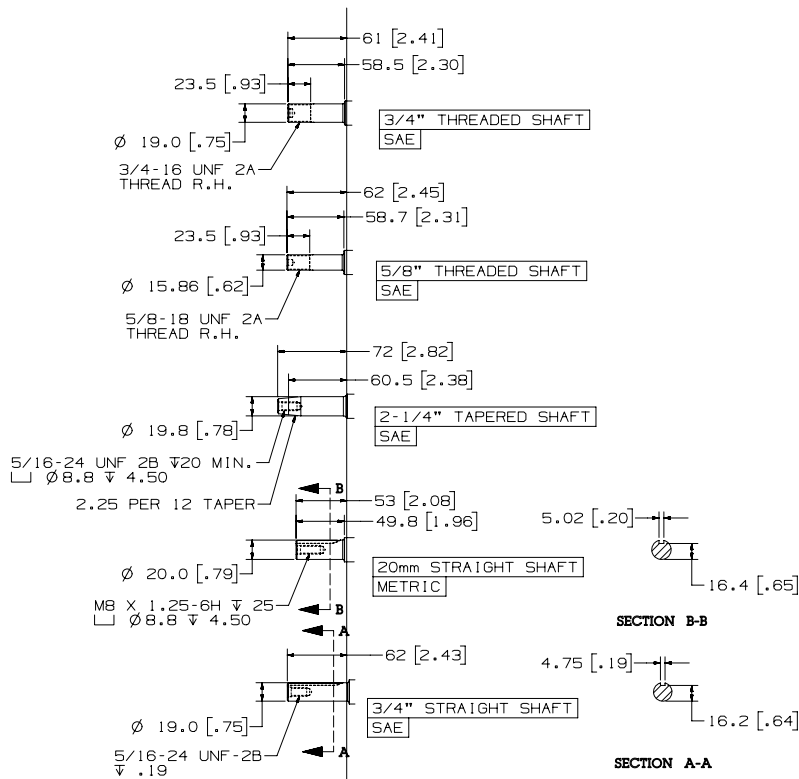 61 [2.41]
58.5 [2.30]
23.5 [.93]
Ø 19.0 [.75]
3/4-16 UNF 2A
THREAD R.H.
3/4" THREADED SHAFT
SAE
62 [2.45]
58.7 [2.31]
23.5 [.93]
Ø 15.86 [.62]
5/8-18 UNF 2A
THREAD R.H.
5/8" THREADED SHAFT
SAE
72 [2.82]
60.5 [2.38]
Ø 19.8 [.78]
5/16-24 UNF 2B ↧20 MIN.
⌴ Ø8.8 ↧ 4.50
2.25 PER 12 TAPER
2-1/4" TAPERED SHAFT
SAE
B
53 [2.08]
49.8 [1.96]
Ø 20.0 [.79]
M8 X 1.25-6H ↧ 25
⌴ Ø8.8 ↧ 4.50
B
20mm STRAIGHT SHAFT
METRIC
5.02 [.20]
16.4 [.65]
SECTION B-B
A
62 [2.43]
Ø 19.0 [.75]
5/16-24 UNF-2B
↧ .19
A
3/4" STRAIGHT SHAFT
SAE
4.75 [.19]
16.2 [.64]
SECTION A-A